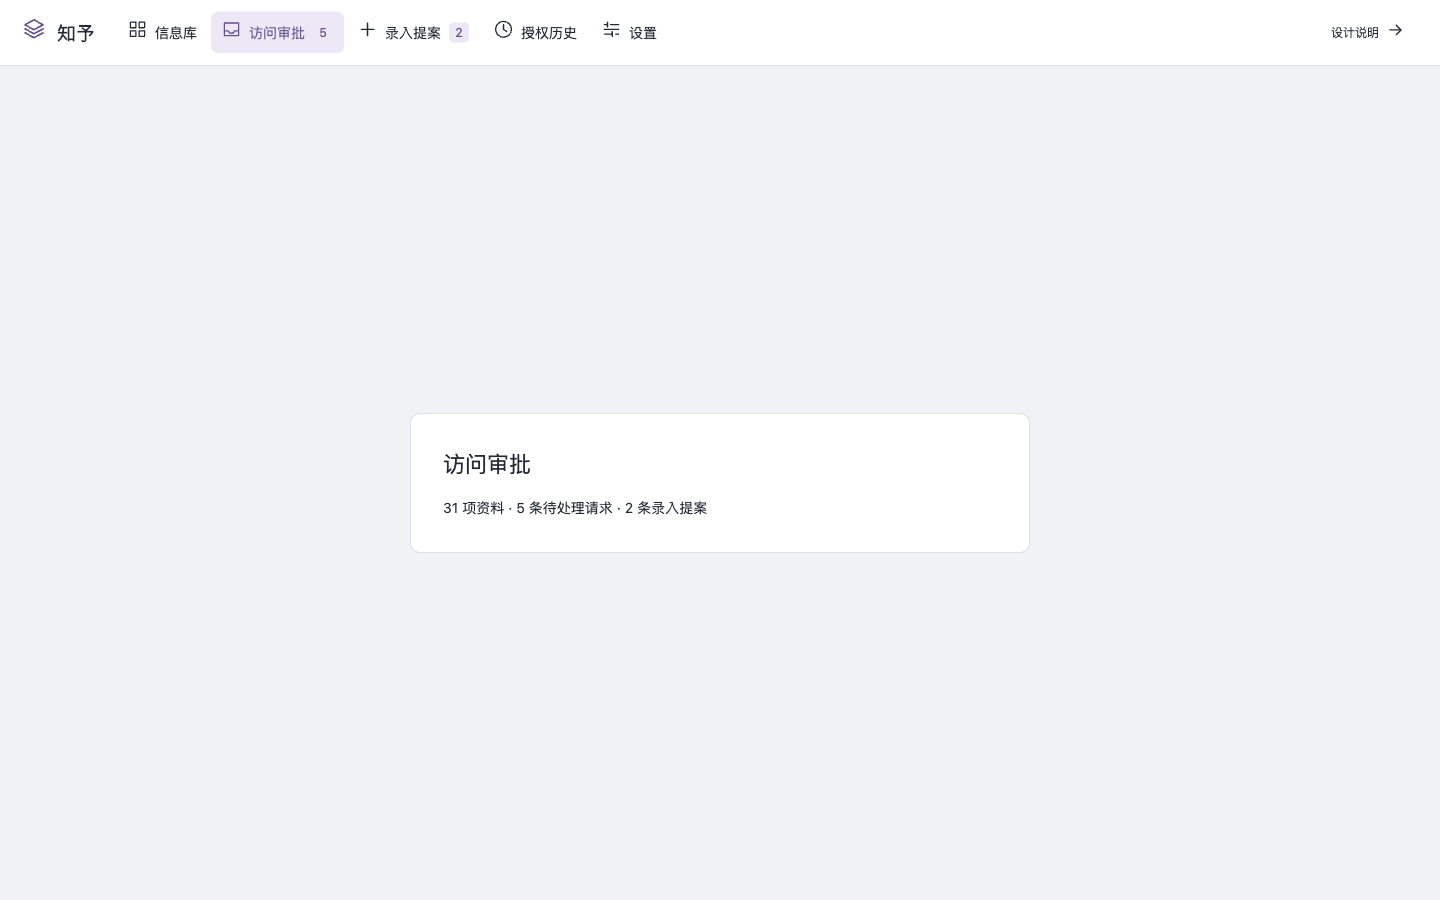 知予
信息库
访问审批 5
录入提案 2
授权历史
设置
设计说明
访问审批
31 项资料 · 5 条待处理请求 · 2 条录入提案